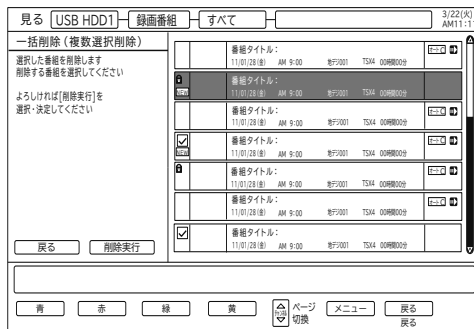 見る USB HDD1 録画番組 すべて 3/22(火)
AM11:1
一括削除(複数選択削除)
選択した番組を削除します
削除する番組を選択してください
よろしければ[削除実行]を
選択・決定してください
番組タイトル:
11/01/28(金) AM 9:00 地デジ001 TSX4 00時間00分
NEW
番組タイトル:
11/01/28(金) AM 9:00 地デジ001 TSX4 00時間00分
番組タイトル:
11/01/28(金) AM 9:00 地デジ001 TSX4 00時間00分
NEW
番組タイトル:
11/01/28(金) AM 9:00 地デジ001 TSX4 00時間00分
番組タイトル:
11/01/28(金) AM 9:00 地デジ001 TSX4 00時間00分
番組タイトル:
11/01/28(金) AM 9:00 地デジ001 TSX4 00時間00分
番組タイトル:
11/01/28(金) AM 9:00 地デジ001 TSX4 00時間00分
戻る 削除実行
青 赤 緑 黄 チャンネル ページ切換 メニュー 戻る
戻る